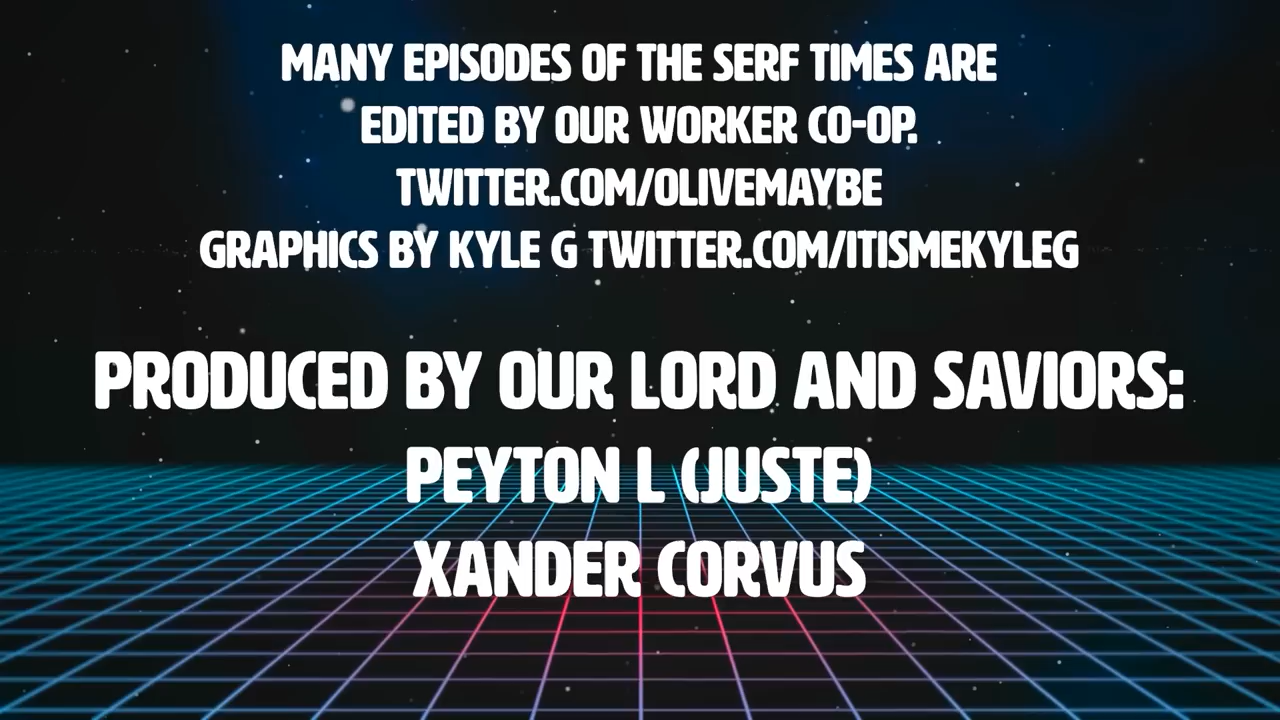 MANY EPISODES OF THE SERF TIMES ARE
EDITED BY OUR WORKER CO-OP.
TWITTER.COM/OLIVEMAYBE
GRAPHICS BY KYLE G TWITTER.COM/ITISMEKYLEG
PRODUCED BY OUR LORD AND SAVIORS:
PEYTON L (JUSTE)
XANDER CORVUS